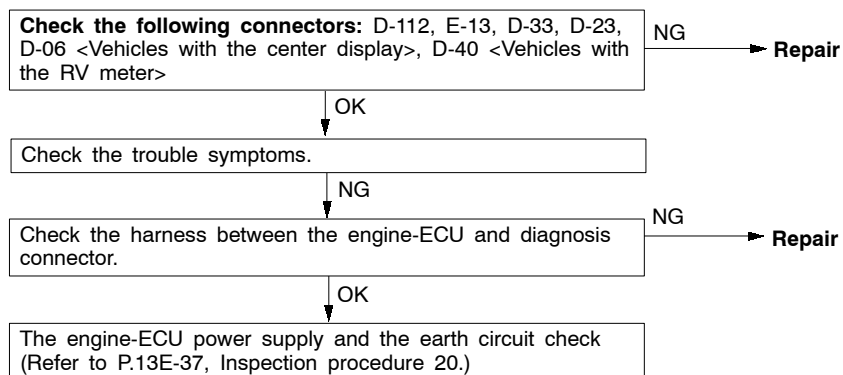 Check the following connectors: D-112, E-13, D-33, D-23,
D-06 <Vehicles with the center display>, D-40 <Vehicles with
the RV meter>
NG
Repair
OK
Check the trouble symptoms.
NG
Check the harness between the engine-ECU and diagnosis
connector.
NG
Repair
OK
The engine-ECU power supply and the earth circuit check
(Refer to P.13E-37, Inspection procedure 20.)